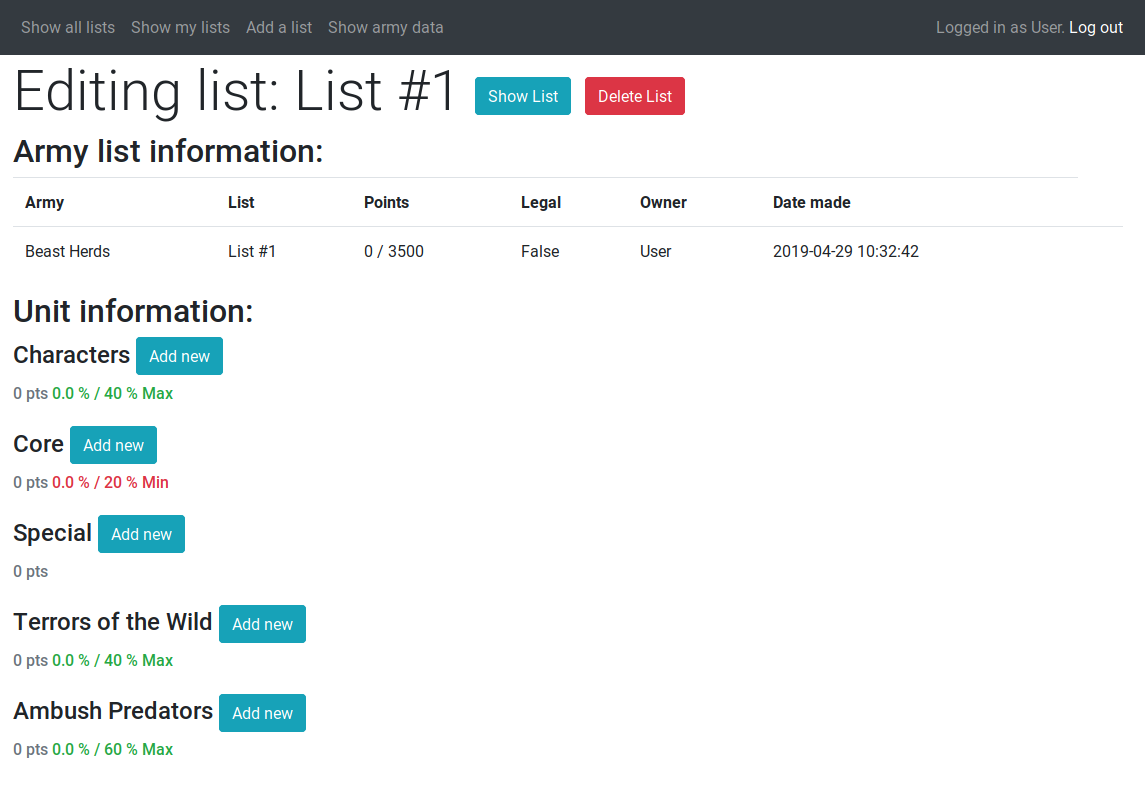 Show all lists Show my lists Add a list Show army data Logged in as User. Log out
Editing list: List #1 Show List Delete List
Army list information:
Army List Points Legal Owner Date made
Beast Herds List #1 0 / 3500 False User 2019-04-29 10:32:42
Unit information:
Characters Add new
0 pts 0.0 % / 40 % Max
Core Add new
0 pts 0.0 % / 20 % Min
Special Add new
0 pts
Terrors of the Wild Add new
0 pts 0.0 % / 40 % Max
Ambush Predators Add new
0 pts 0.0 % / 60 % Max